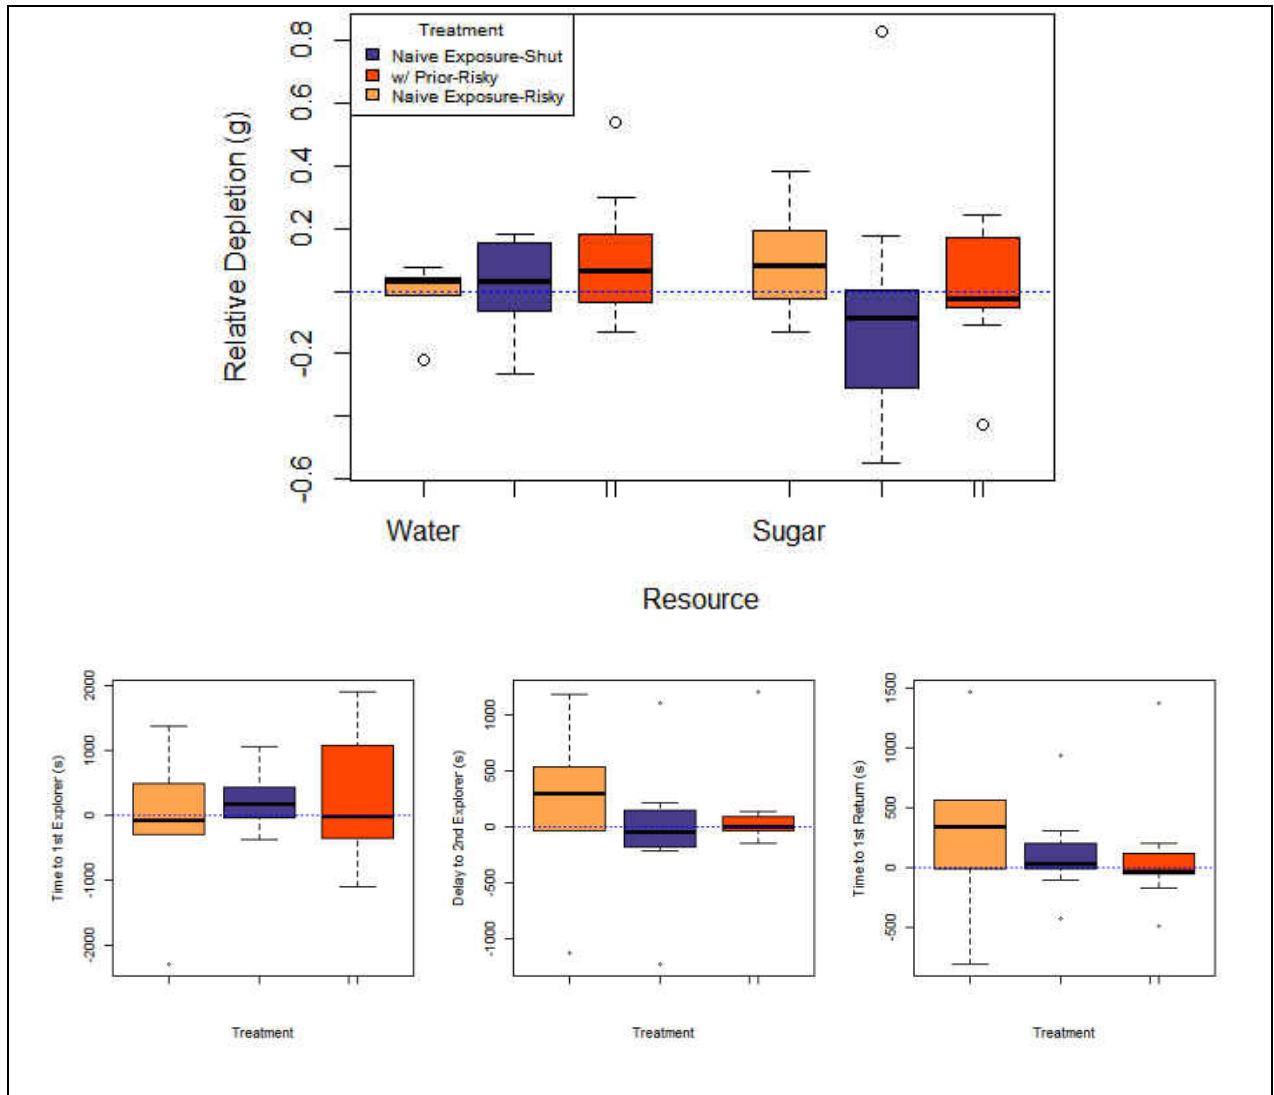 Treatment
Naive Exposure-Shut
w/ Prior-Risky
Naive Exposure-Risky
Relative Depletion (g)
0.8
0.6
0.4
0.2
-0.2
-0.6
Water
Sugar
Resource
Time to 1st Explorer (s)
2000
1000
0
-1000
-2000
Treatment
Delay to 2nd Explorer (s)
1000
500
0
-500
-1000
Treatment
Time to 1st Return (s)
1500
1000
500
0
-500
Treatment